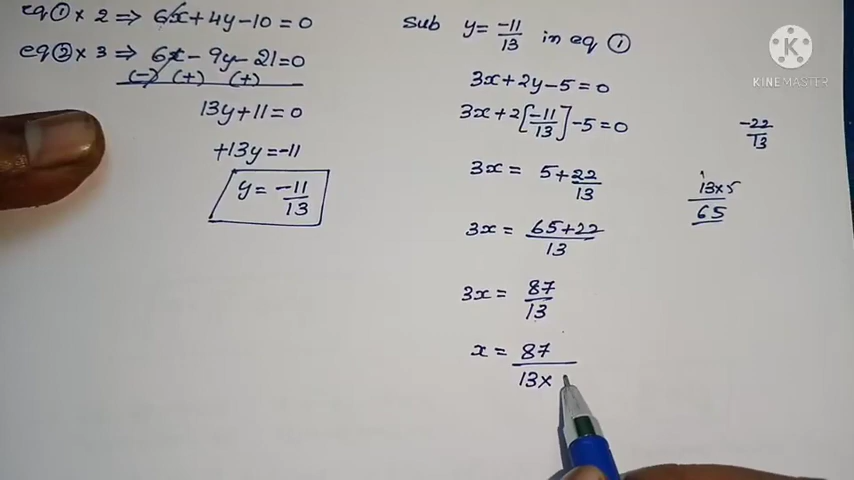 eq① × 2 ⇒ 6x + 4y - 10 = 0
eq② × 3 ⇒ 6x - 9y - 21 = 0
(-) (+) (+)
13y + 11 = 0
+13y = -11
y = -11/13
Sub y = -11/13 in eq ①
3x + 2y - 5 = 0
3x + 2[-11/13] - 5 = 0
3x = 5 + 22/13
3x = 65+22/13
3x = 87/13
x = 87/13×
-22/13
1
13×5
65
K
KINEMASTER